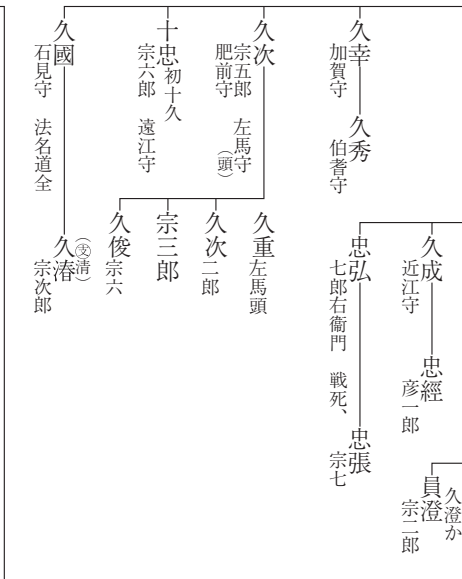 久澄か
員澄
宗二郎
久成
近江守
忠經
彦一郎
忠弘
七郎右衞門　戦死、
忠張
宗七
久幸
加賀守
久秀
伯耆守
久次
宗五郎　左馬守
（頭）
肥前守
久重
左馬頭
久次
二郎
宗三郎
久俊
宗六
十忠
初十久
宗六郎　遠江守
久國
石見守　法名道全
（㚑清）
久漼
宗次郎